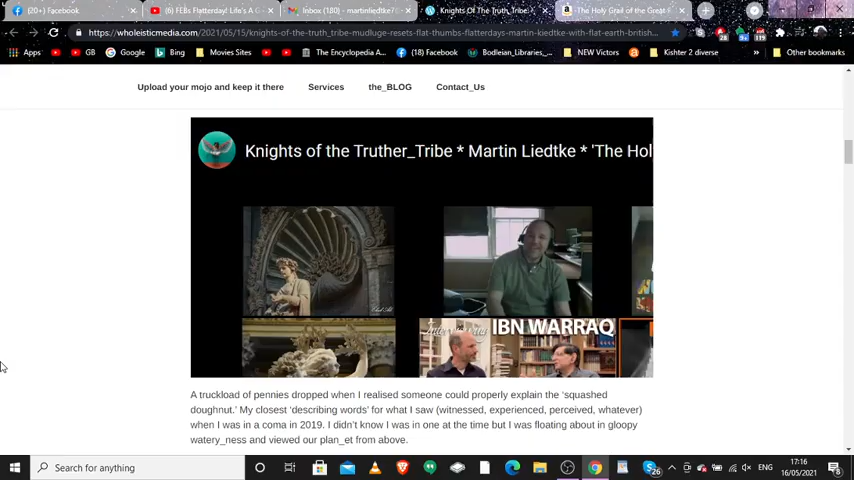 (20+) Facebook
(6) FEBs Flatterday! Life's A G
Inbox (180) - martinliedtke7
Knights Of The Truth_Tribe *
The Holy Grail of the Great F
https://wholeisticmedia.com/2021/05/15/knights-of-the-truth_tribe-mudluge-resets-flat-thumbs-flatterdays-martin-kiedtke-with-flat-earth-british...
Apps
GB
Google
Bing
Movies Sites
The Encyclopedia A...
(18) Facebook
Bodleian_Libraries_...
NEW Victors
Kishter 2 diverse
»
Other bookmarks
Upload your mojo and keep it there
Services
the_BLOG
Contact_Us
Knights of the Truther_Tribe * Martin Liedtke * 'The Hol
IBN WARRAQ
A truckload of pennies dropped when I realised someone could properly explain the 'squashed
doughnut.' My closest 'describing words' for what I saw (witnessed, experienced, perceived, whatever)
when I was in a coma in 2019. I didn't know I was in one at the time but I was floating about in gloopy
watery_ness and viewed our plan_et from above.
Search for anything
26
ENG
17:16
16/05/2021
8